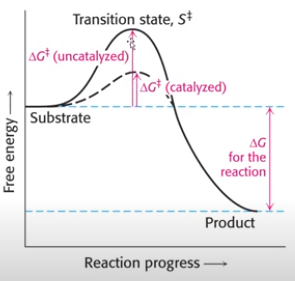 Transition state, S‡
ΔG‡ (uncatalyzed)
ΔG‡ (catalyzed)
Substrate
ΔG
for the
reaction
Product
Free energy →
Reaction progress →